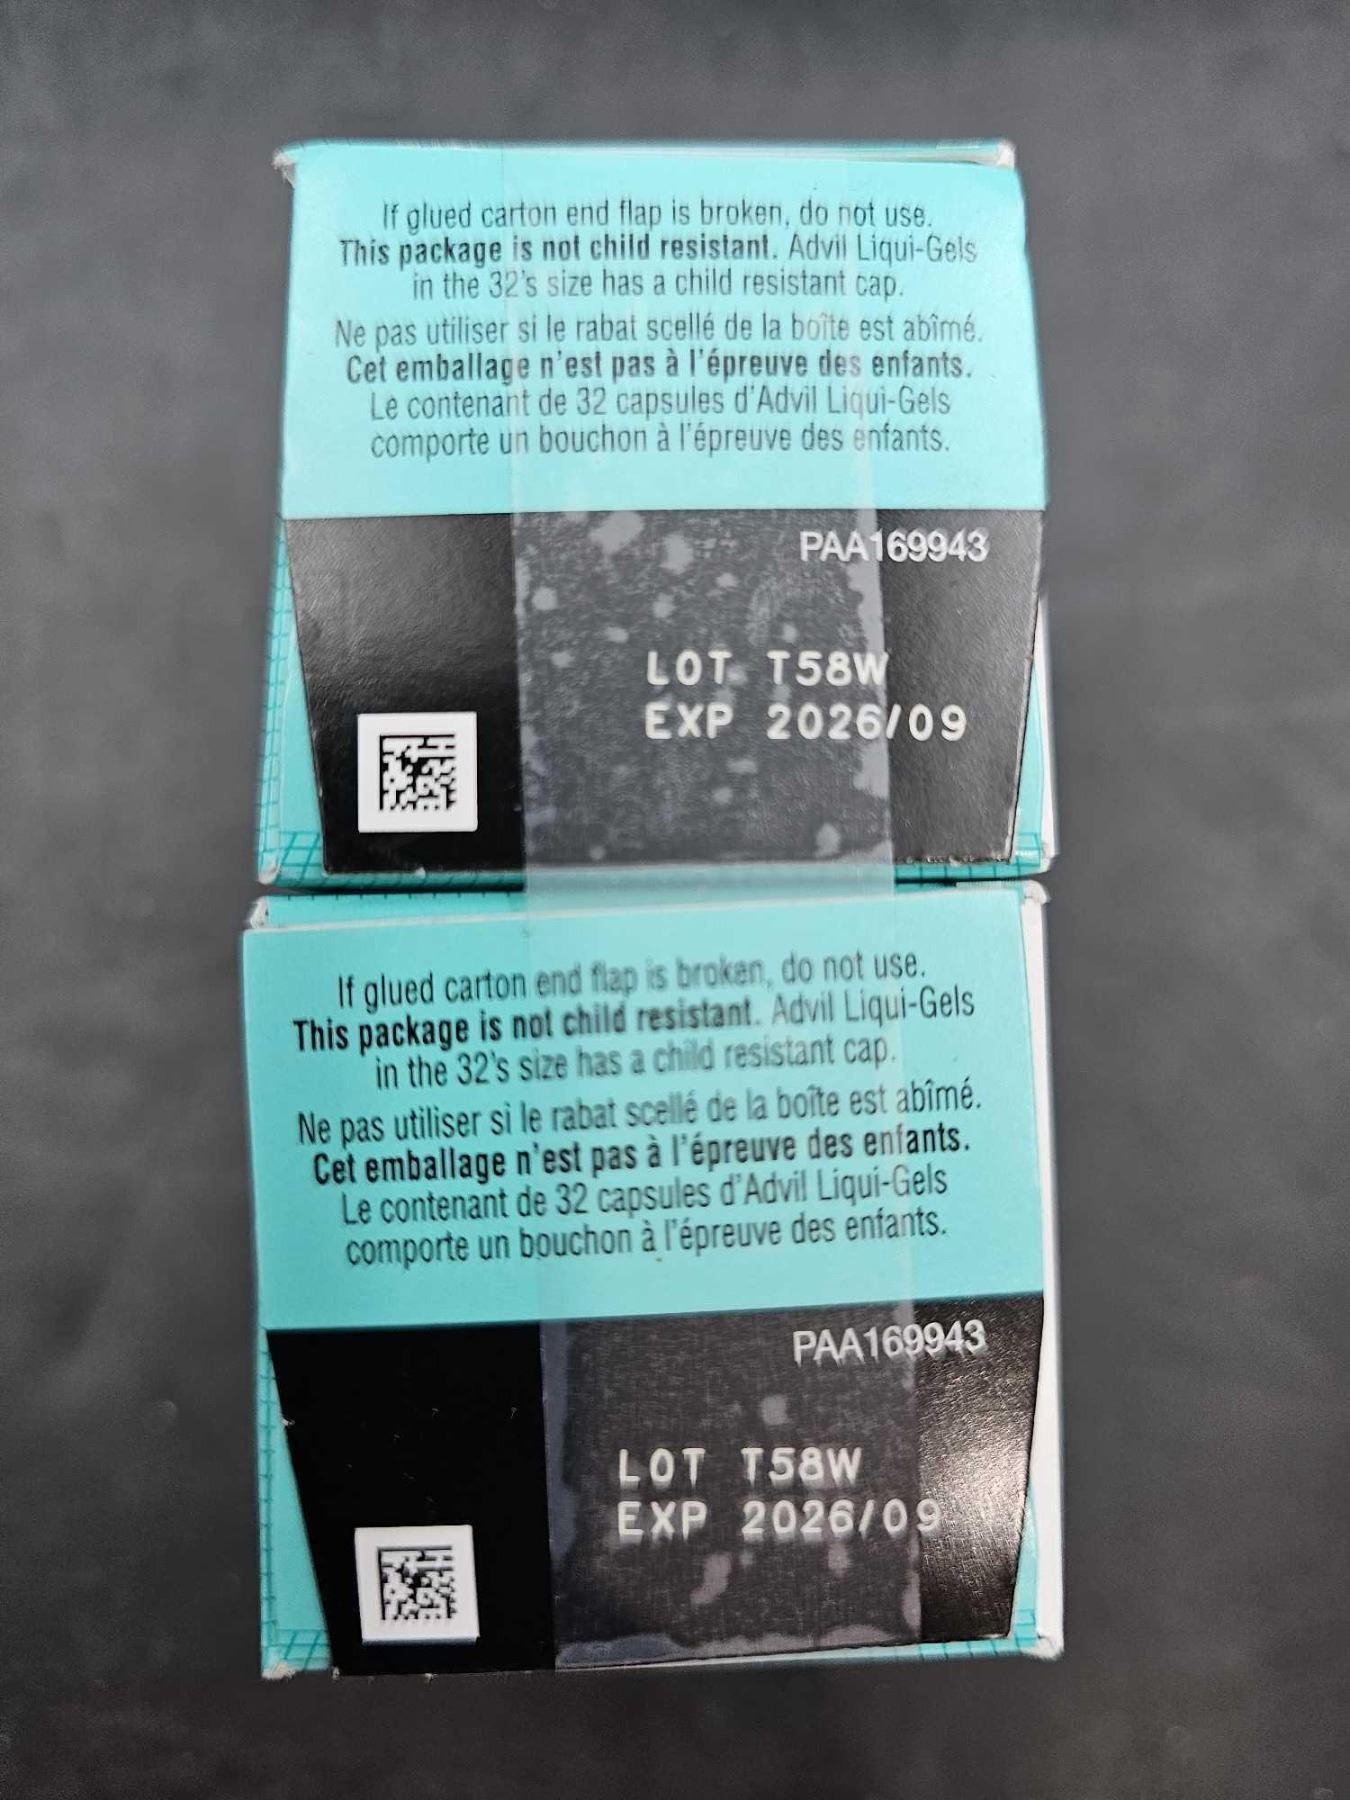 If glued carton end flap is broken, do not use.
This package is not child resistant. Advil Liqui-Gels
in the 32's size has a child resistant cap.
Ne pas utiliser si le rabat scellé de la boîte est abîmé.
Cet emballage n'est pas à l'épreuve des enfants.
Le contenant de 32 capsules d'Advil Liqui-Gels
comporte un bouchon à l'épreuve des enfants.
PAA169943
LOT T58W
EXP 2026/09
If glued carton end flap is broken, do not use.
This package is not child resistant. Advil Liqui-Gels
in the 32's size has a child resistant cap.
Ne pas utiliser si le rabat scellé de la boîte est abîmé.
Cet emballage n'est pas à l'épreuve des enfants.
Le contenant de 32 capsules d'Advil Liqui-Gels
comporte un bouchon à l'épreuve des enfants.
PAA169943
LOT T58W
EXP 2026/09